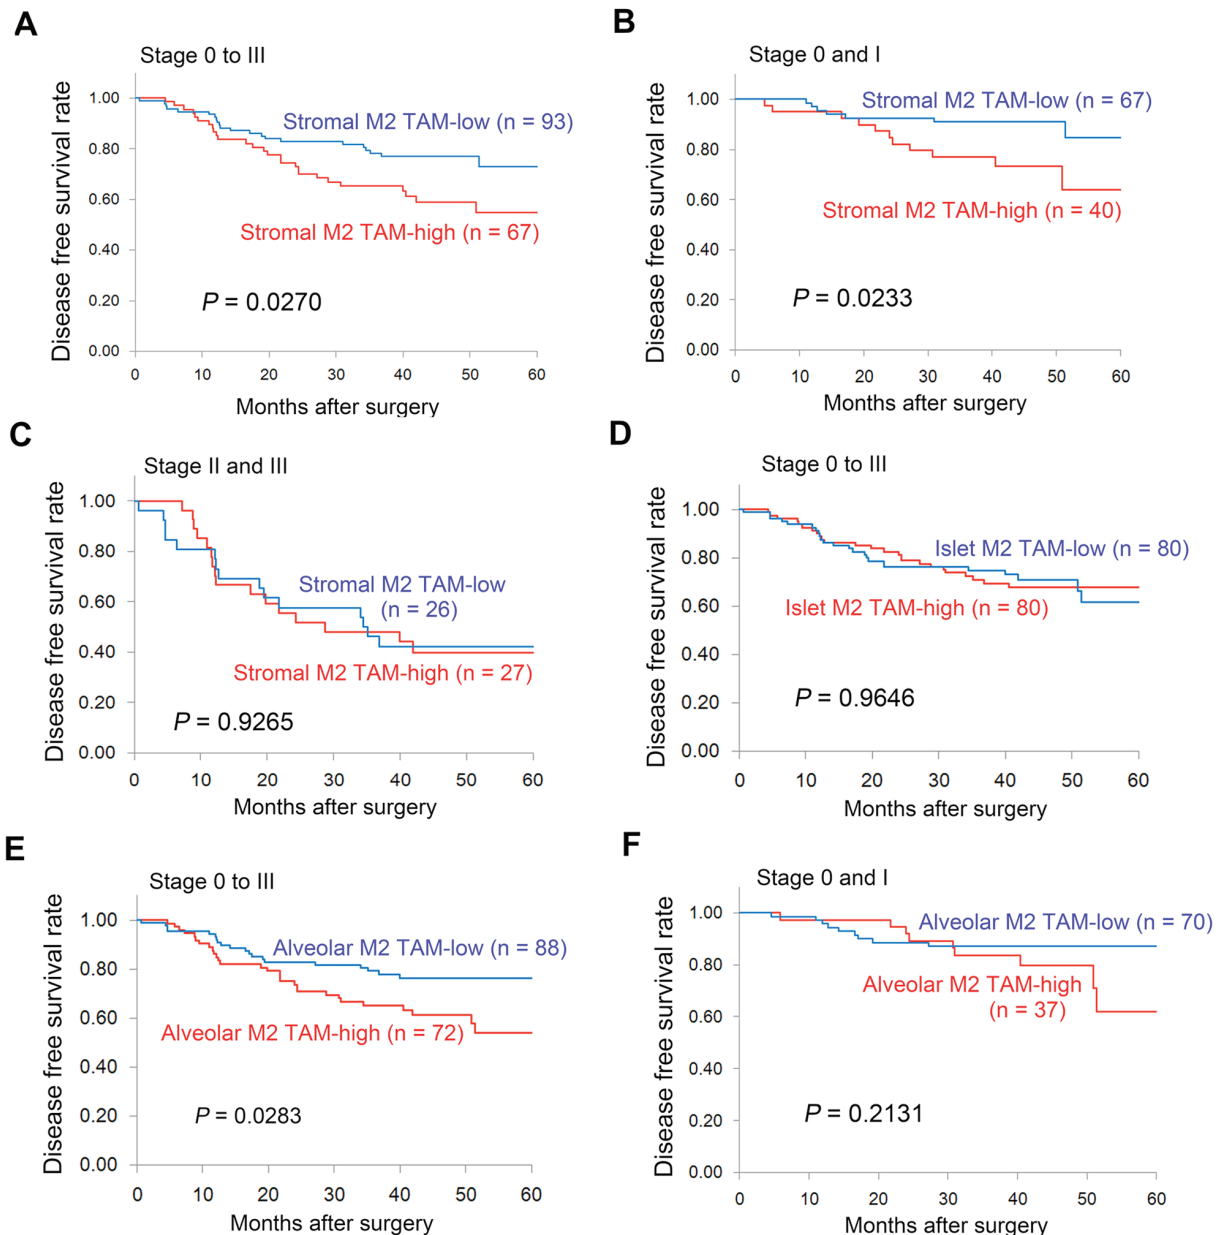 A
Stage 0 to III
Disease free survival rate
1.00
0.80
0.60
0.40
0.20
0.00
Stromal M2 TAM-low (n = 93)
Stromal M2 TAM-high (n = 67)
P = 0.0270
0 10 20 30 40 50 60
Months after surgery
B
Stage 0 and I
Disease free survival rate
1.00
0.80
0.60
0.40
0.20
0.00
Stromal M2 TAM-low (n = 67)
Stromal M2 TAM-high (n = 40)
P = 0.0233
0 10 20 30 40 50 60
Months after surgery
C
Stage II and III
Disease free survival rate
1.00
0.80
0.60
0.40
0.20
0.00
Stromal M2 TAM-low
(n = 26)
Stromal M2 TAM-high (n = 27)
P = 0.9265
0 10 20 30 40 50 60
Months after surgery
D
Stage 0 to III
Disease free survival rate
1.00
0.80
0.60
0.40
0.20
0.00
Islet M2 TAM-low (n = 80)
Islet M2 TAM-high (n = 80)
P = 0.9646
0 10 20 30 40 50 60
Months after surgery
E
Stage 0 to III
Disease free survival rate
1.00
0.80
0.60
0.40
0.20
0.00
Alveolar M2 TAM-low (n = 88)
Alveolar M2 TAM-high (n = 72)
P = 0.0283
0 10 20 30 40 50 60
Months after surgery
F
Stage 0 and I
Disease free survival rate
1.00
0.80
0.60
0.40
0.20
0.00
Alveolar M2 TAM-low (n = 70)
Alveolar M2 TAM-high
(n = 37)
P = 0.2131
0 10 20 30 40 50 60
Months after surgery